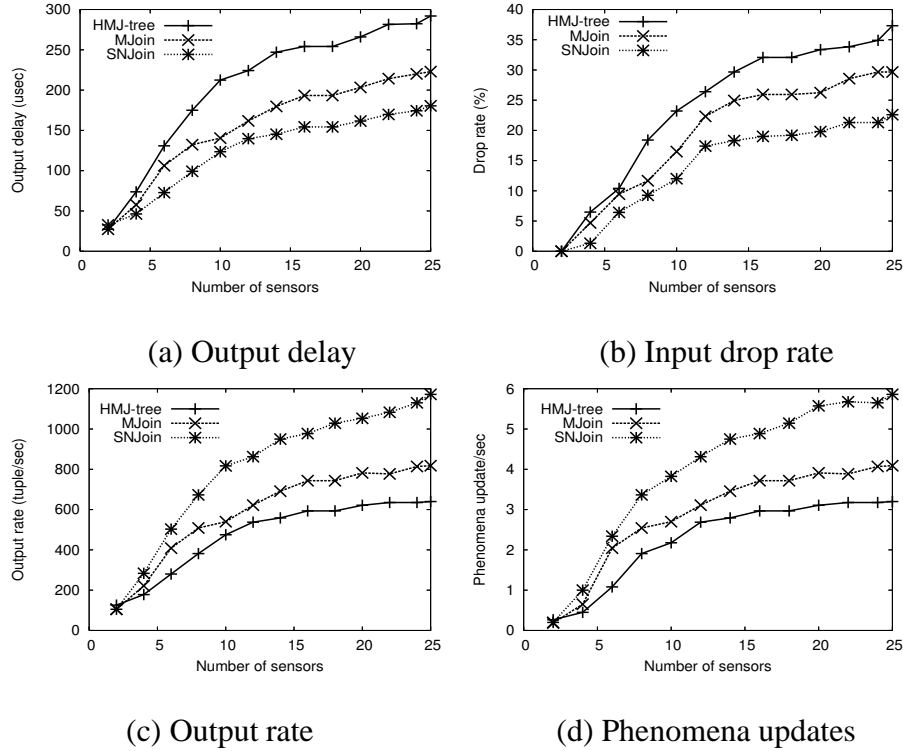 300
250
200
150
100
50
0
Output delay (usec)
HMJ-tree
MJoin
SNJoin
0 5 10 15 20 25
Number of sensors
(a) Output delay
40
35
30
25
20
15
10
5
0
Drop rate (%)
HMJ-tree
MJoin
SNJoin
0 5 10 15 20 25
Number of sensors
(b) Input drop rate
1200
1000
800
600
400
200
0
Output rate (tuple/sec)
HMJ-tree
MJoin
SNJoin
0 5 10 15 20 25
Number of sensors
(c) Output rate
6
5
4
3
2
1
0
Phenomena update/sec
HMJ-tree
MJoin
SNJoin
0 5 10 15 20 25
Number of sensors
(d) Phenomena updates